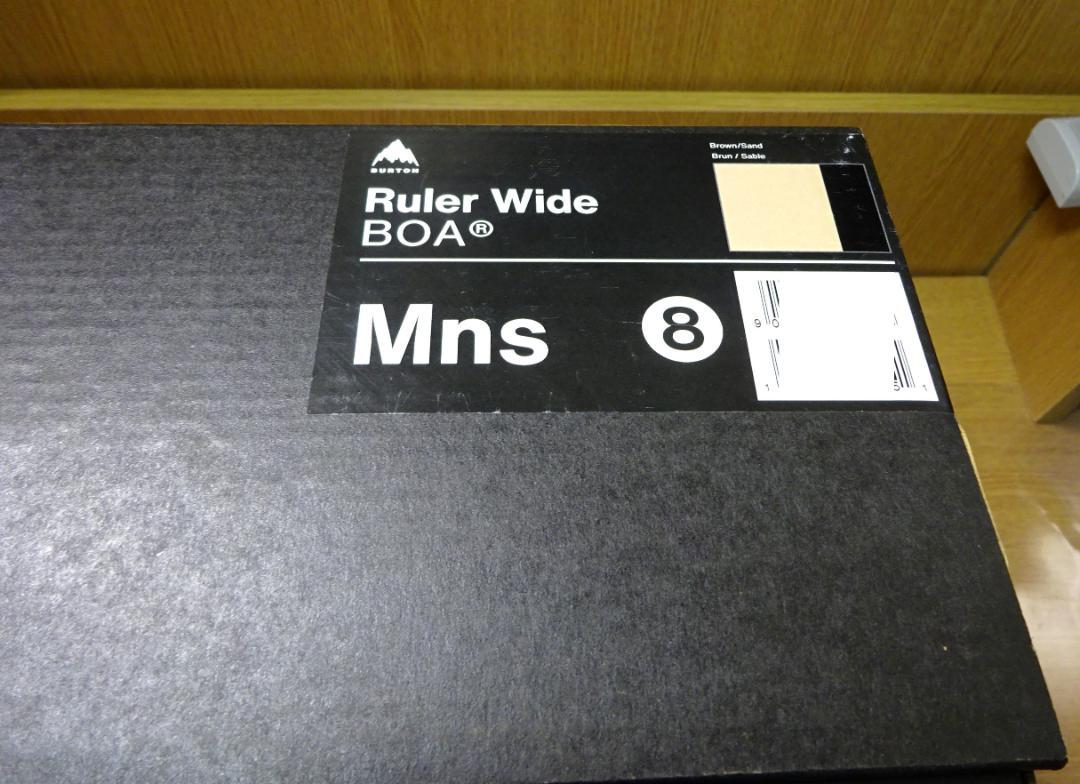 BURTON
Ruler Wide
BOA®
Brown/Sand
Brun / Sable
Mns
8